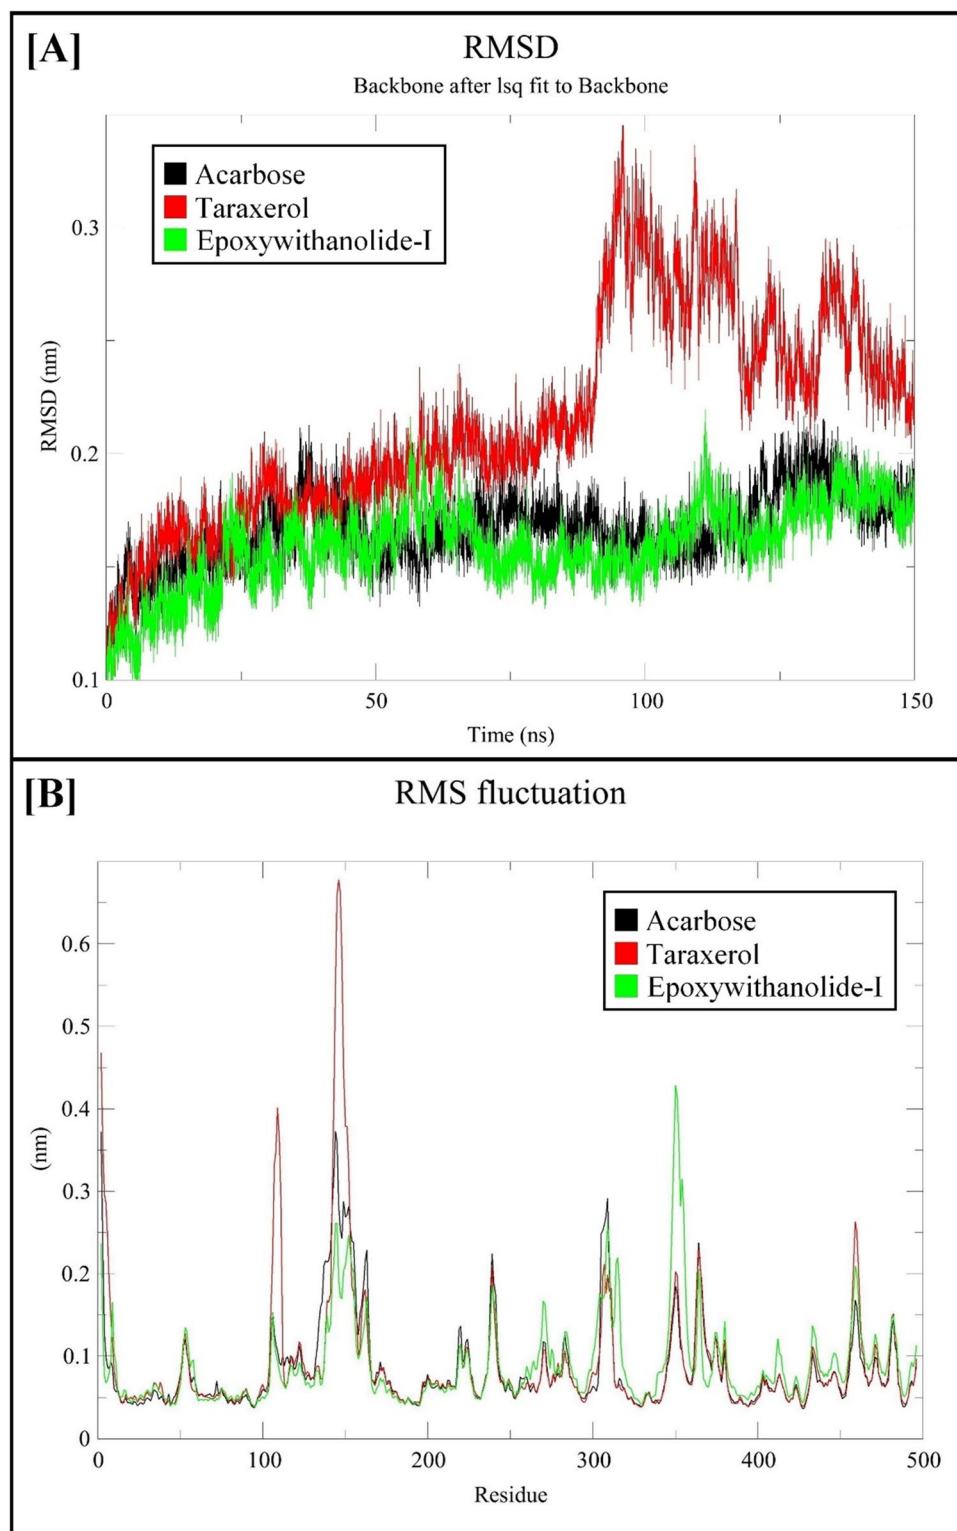 [A]
RMSD
Backbone after lsq fit to Backbone
Acarbose
Taraxerol
Epoxywithanolide-I
0.3
0.2
0.1
RMSD (nm)
0 50 100 150
Time (ns)
[B]
RMS fluctuation
Acarbose
Taraxerol
Epoxywithanolide-I
0.6
0.5
0.4
0.3
0.2
0.1
0
(nm)
0 100 200 300 400 500
Residue